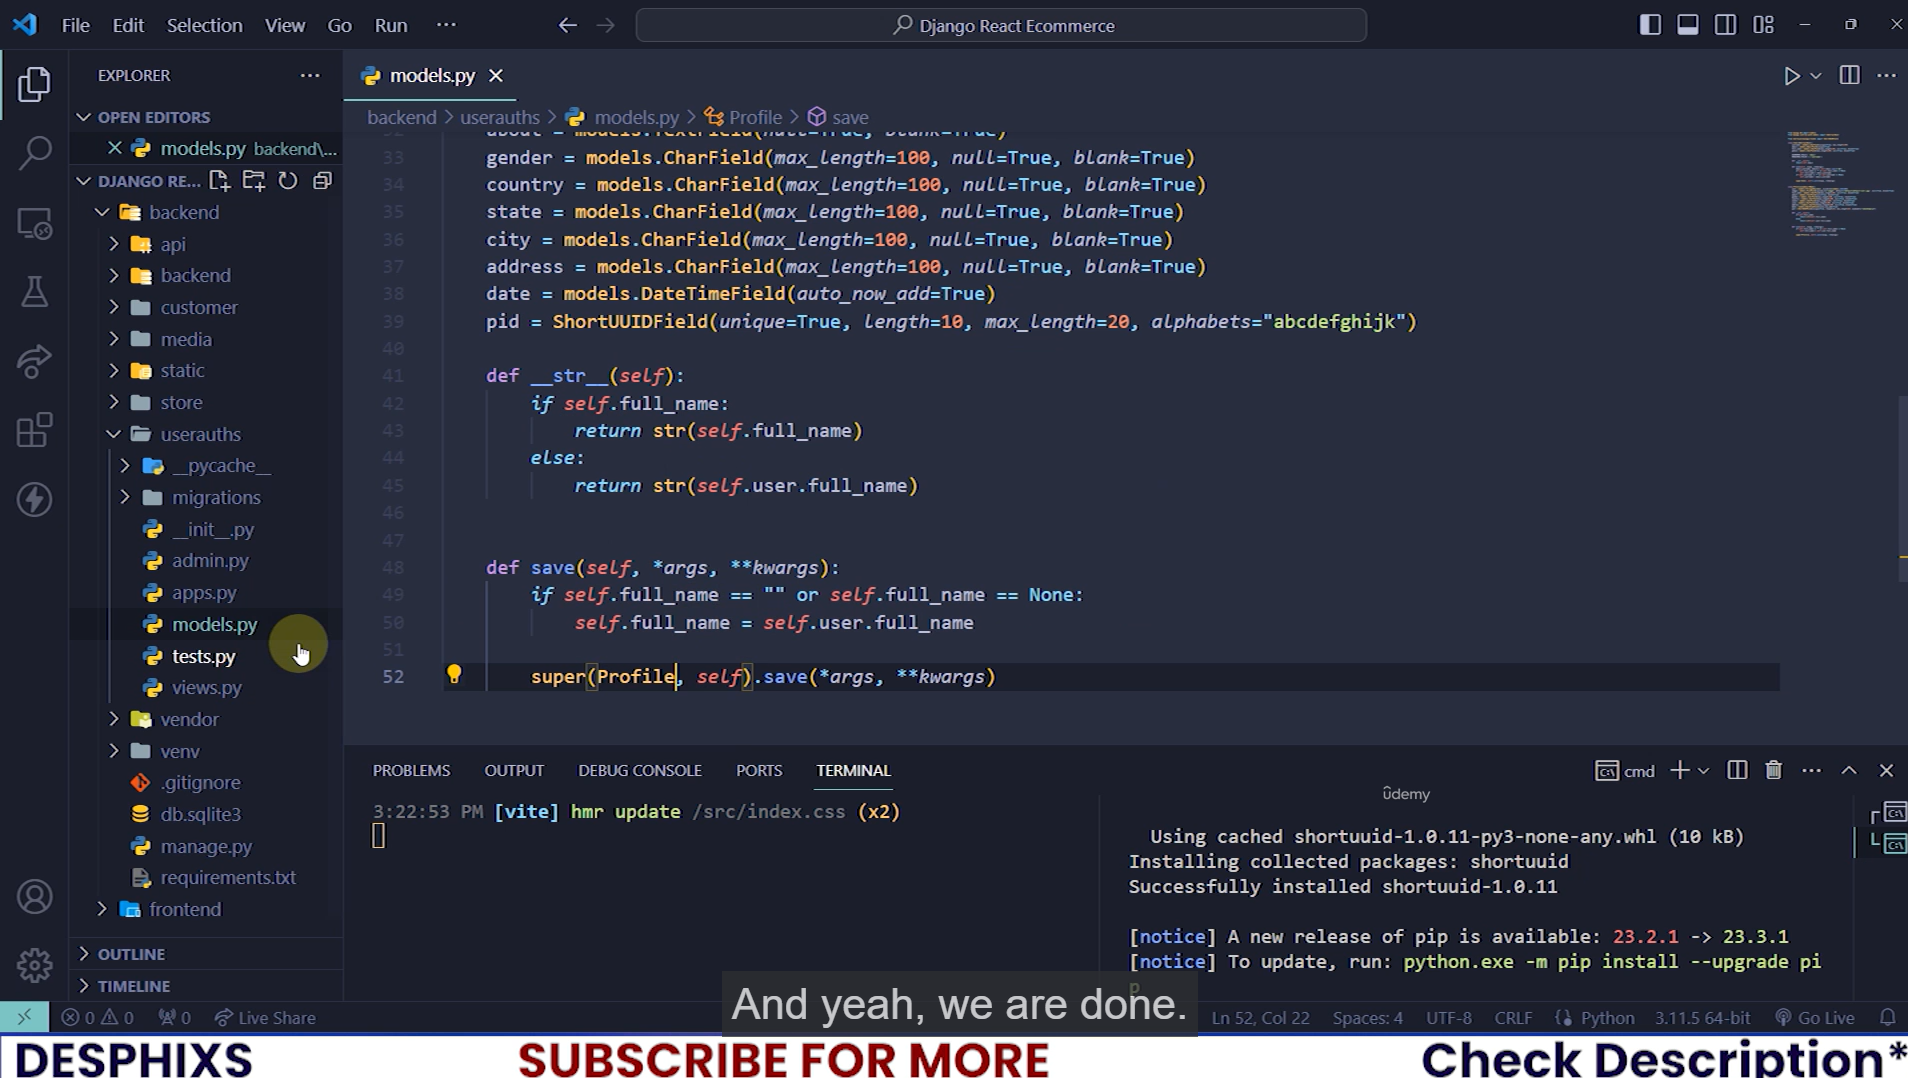 File Edit Selection View Go Run ··· Django React Ecommerce
EXPLORER ···
OPEN EDITORS
models.py backend\...
DJANGO RE...
backend
api
backend
customer
media
static
store
userauths
__pycache__
migrations
__init__.py
admin.py
apps.py
models.py
tests.py
views.py
vendor
venv
.gitignore
db.sqlite3
manage.py
requirements.txt
frontend
OUTLINE
TIMELINE
models.py
backend > userauths > models.py > Profile > save
32 about = models.TextField(null=True, blank=True)
33 gender = models.CharField(max_length=100, null=True, blank=True)
34 country = models.CharField(max_length=100, null=True, blank=True)
35 state = models.CharField(max_length=100, null=True, blank=True)
36 city = models.CharField(max_length=100, null=True, blank=True)
37 address = models.CharField(max_length=100, null=True, blank=True)
38 date = models.DateTimeField(auto_now_add=True)
39 pid = ShortUUIDField(unique=True, length=10, max_length=20, alphabets="abcdefghijk")
40
41 def __str__(self):
42 if self.full_name:
43 return str(self.full_name)
44 else:
45 return str(self.user.full_name)
46
47
48 def save(self, *args, **kwargs):
49 if self.full_name == "" or self.full_name == None:
50 self.full_name = self.user.full_name
51
52 super(Profile, self).save(*args, **kwargs)
PROBLEMS OUTPUT DEBUG CONSOLE PORTS TERMINAL cmd
3:22:53 PM [vite] hmr update /src/index.css (x2)
ûdemy
Using cached shortuuid-1.0.11-py3-none-any.whl (10 kB)
Installing collected packages: shortuuid
Successfully installed shortuuid-1.0.11
[notice] A new release of pip is available: 23.2.1 -> 23.3.1
[notice] To update, run: python.exe -m pip install --upgrade pi
p
And yeah, we are done.
0 0 0 Live Share Ln 52, Col 22 Spaces: 4 UTF-8 CRLF Python 3.11.5 64-bit Go Live
DESPHIXS SUBSCRIBE FOR MORE Check Description*